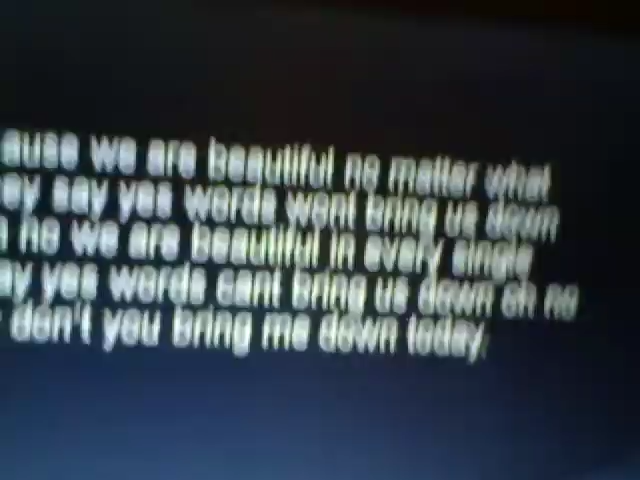 ause we are beautiful no matter what
ey say yes words wont bring us down
h no we are beautiful in every single
ay yes words cant bring us down oh no
don't you bring me down today.